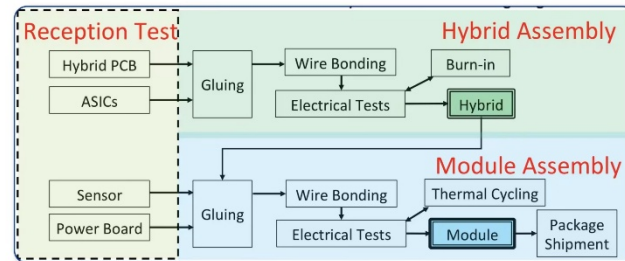 Reception Test
Hybrid Assembly
Hybrid PCB
Gluing
Wire Bonding
Burn-in
ASICs
Electrical Tests
Hybrid
Module Assembly
Sensor
Gluing
Wire Bonding
Thermal Cycling
Power Board
Electrical Tests
Module
Package
Shipment